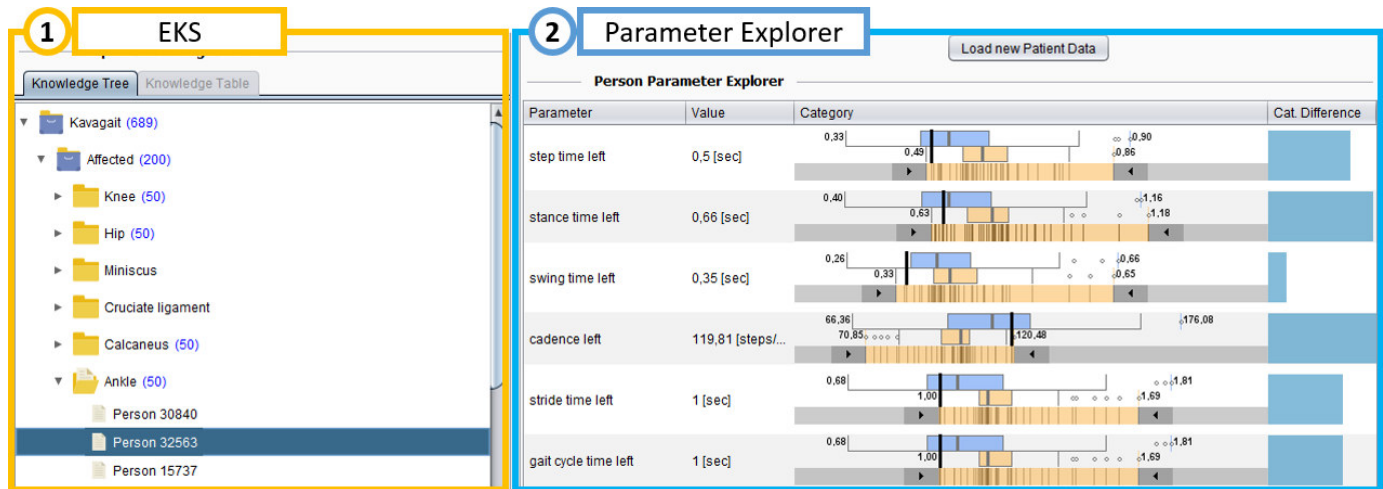 1 EKS
Knowledge Tree Knowledge Table
Kavagait (689)
Affected (200)
Knee (50)
Hip (50)
Miniscus
Cruciate ligament
Calcaneus (50)
Ankle (50)
Person 30840
Person 32563
Person 15737
2 Parameter Explorer
Load new Patient Data
Person Parameter Explorer
Parameter Value Category Cat. Difference
0,33 0,90
step time left 0,5 [sec] 0,49 0,86
0,40 1,16
stance time left 0,66 [sec] 0,63 1,18
0,26 0,66
swing time left 0,35 [sec] 0,33 0,65
66,36 176,08
cadence left 119,81 [steps/... 70,85 120,48
0,68 1,81
stride time left 1 [sec] 1,00 1,69
0,68 1,81
gait cycle time left 1 [sec] 1,00 1,69